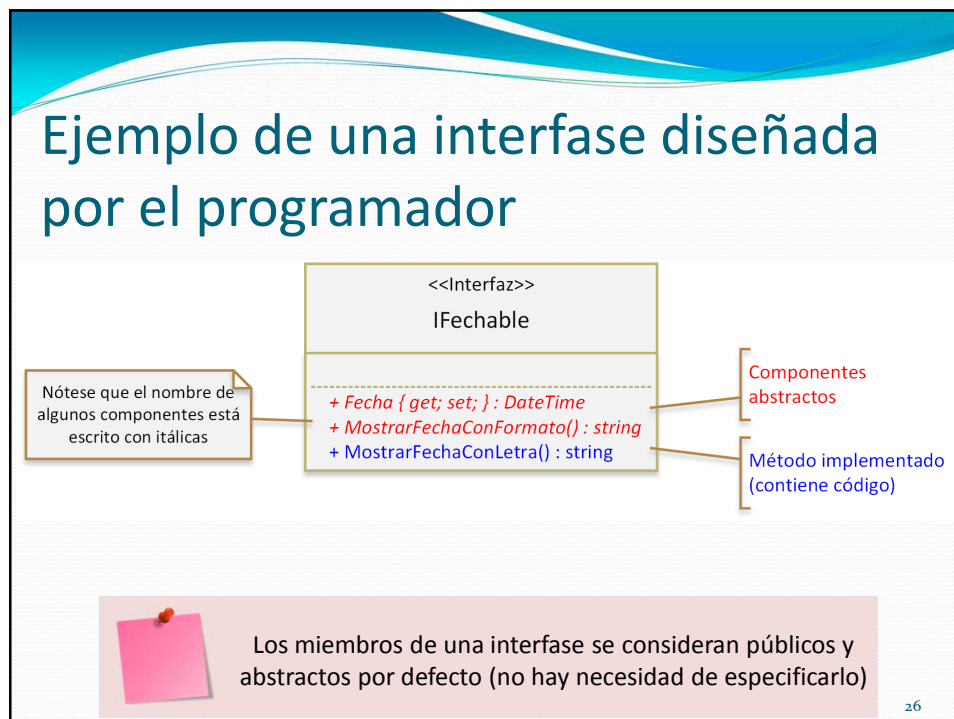 Ejemplo de una interfase diseñada
por el programador
<<Interfaz>>
IFechable
Nótese que el nombre de
algunos componentes está
escrito con itálicas
+ Fecha { get; set; } : DateTime
+ MostrarFechaConFormato() : string
+ MostrarFechaConLetra() : string
Componentes
abstractos
Método implementado
(contiene código)
Los miembros de una interfase se consideran públicos y
abstractos por defecto (no hay necesidad de especificarlo)
26